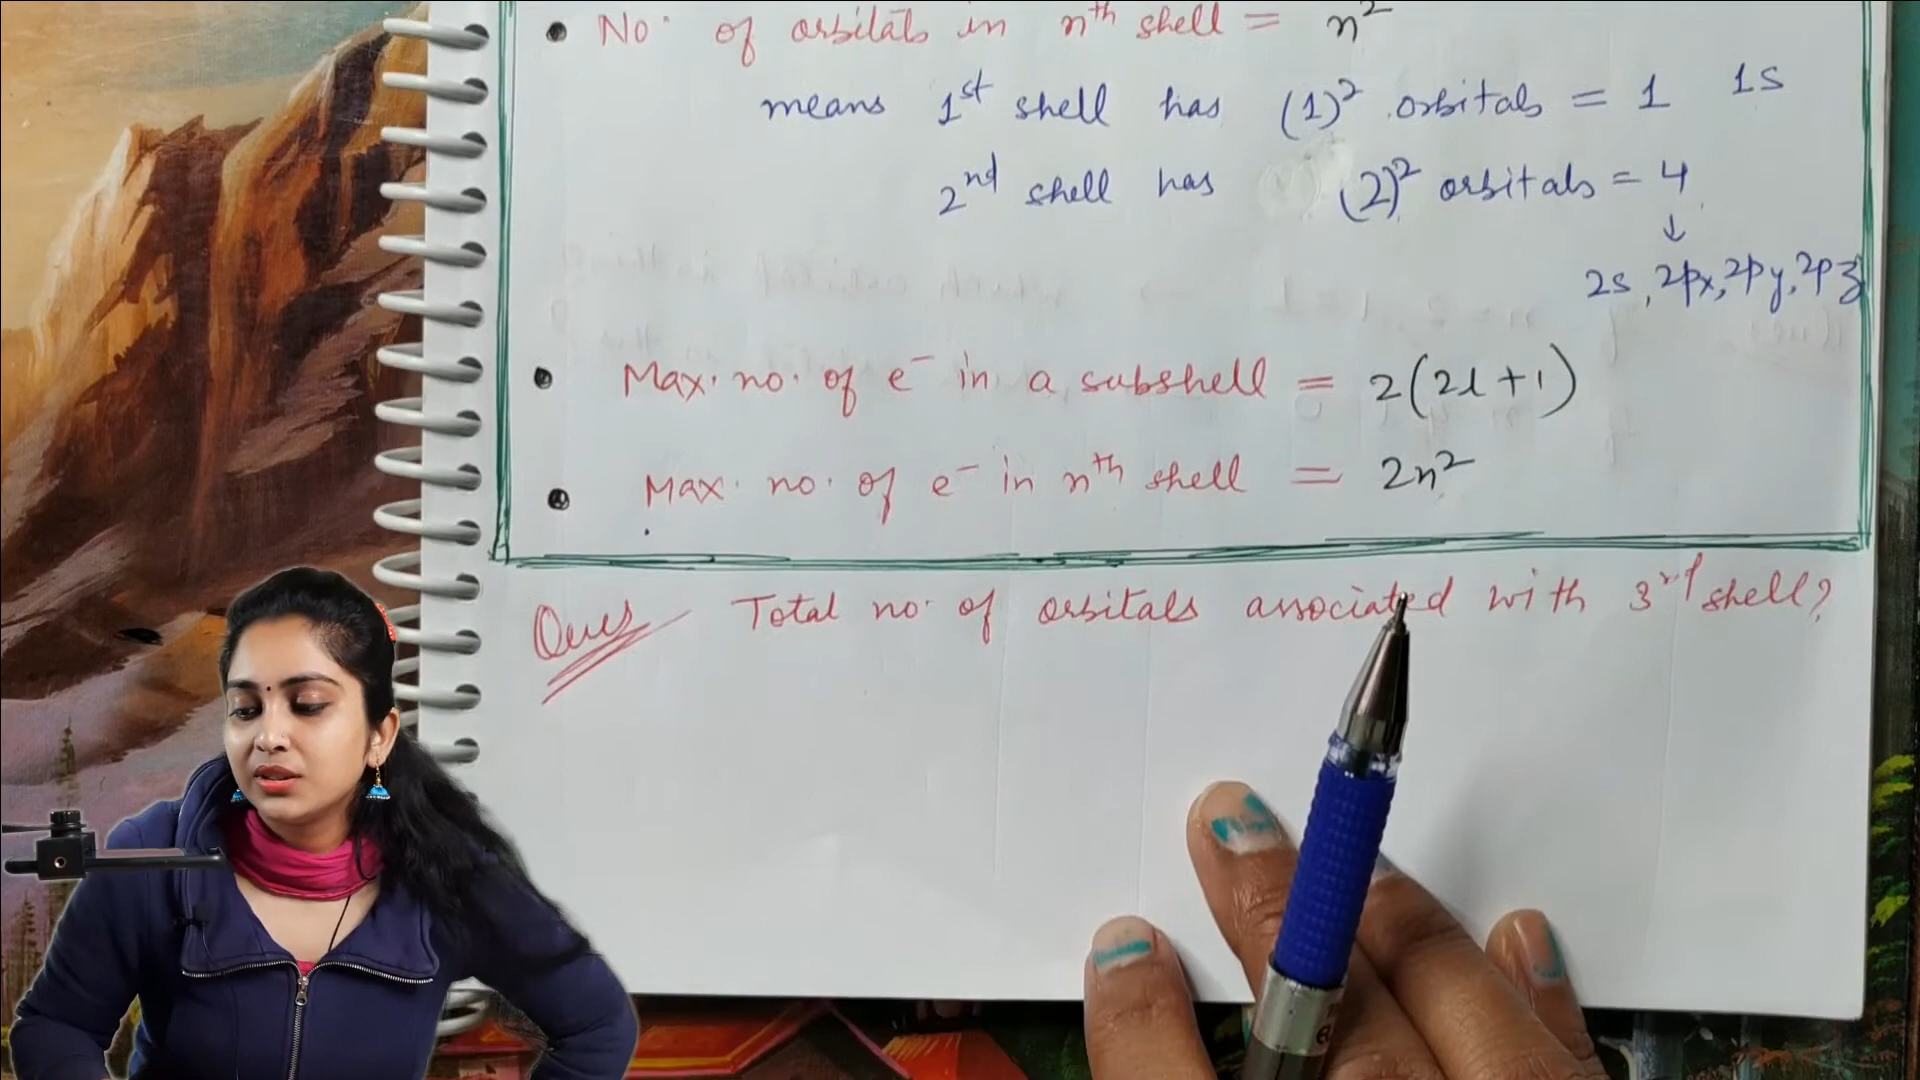 • No. of orbitals in nth shell = n²
means 1st shell has (1)² orbitals = 1 1s
2nd shell has (2)² orbitals = 4
↓
2s, 2px, 2py, 2pz
• Max. no. of e⁻ in a subshell = 2(2l+1)
• Max. no. of e⁻ in nth shell = 2n²
Ques Total no. of orbitals associated with 3rd shell?